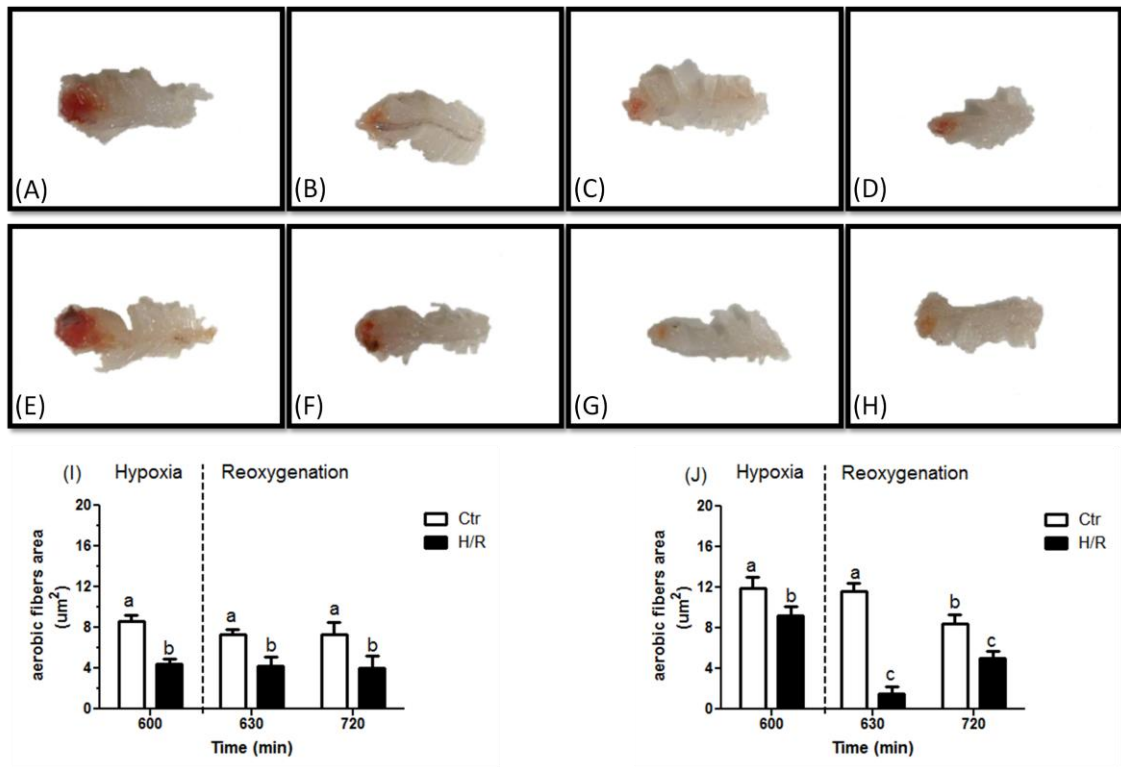 (A) (B) (C) (D)
(E) (F) (G) (H)
(I) Hypoxia Reoxygenation
20
16
12
8
4
0
aerobic fibers area
(um²)
a b a b a b
600 630 720
Time (min)
Ctr
H/R
(J) Hypoxia Reoxygenation
20
16
12
8
4
0
aerobic fibers area
(um²)
a b a c b c
600 630 720
Time (min)
Ctr
H/R